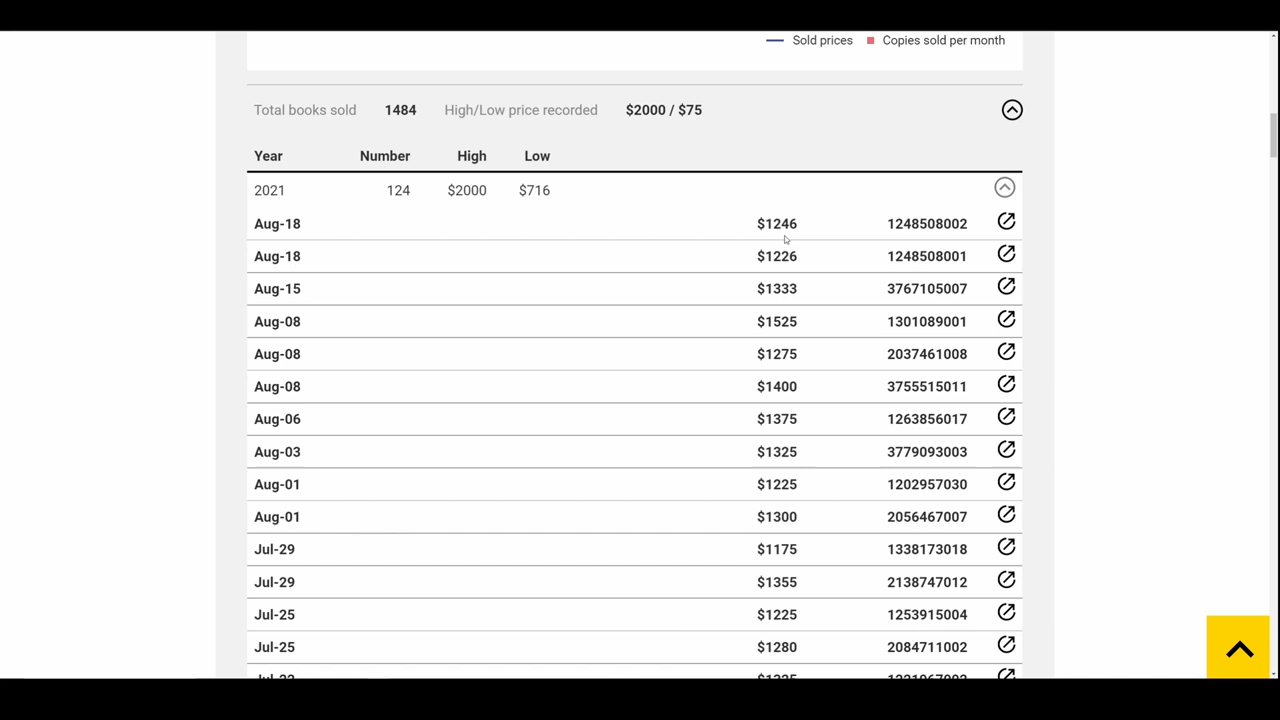 Sold prices Copies sold per month
Total books sold 1484 High/Low price recorded $2000 / $75
Year Number High Low
2021 124 $2000 $716
Aug-18 $1246 1248508002
Aug-18 $1226 1248508001
Aug-15 $1333 3767105007
Aug-08 $1525 1301089001
Aug-08 $1275 2037461008
Aug-08 $1400 3755515011
Aug-06 $1375 1263856017
Aug-03 $1325 3779093003
Aug-01 $1225 1202957030
Aug-01 $1300 2056467007
Jul-29 $1175 1338173018
Jul-29 $1355 2138747012
Jul-25 $1225 1253915004
Jul-25 $1280 2084711002